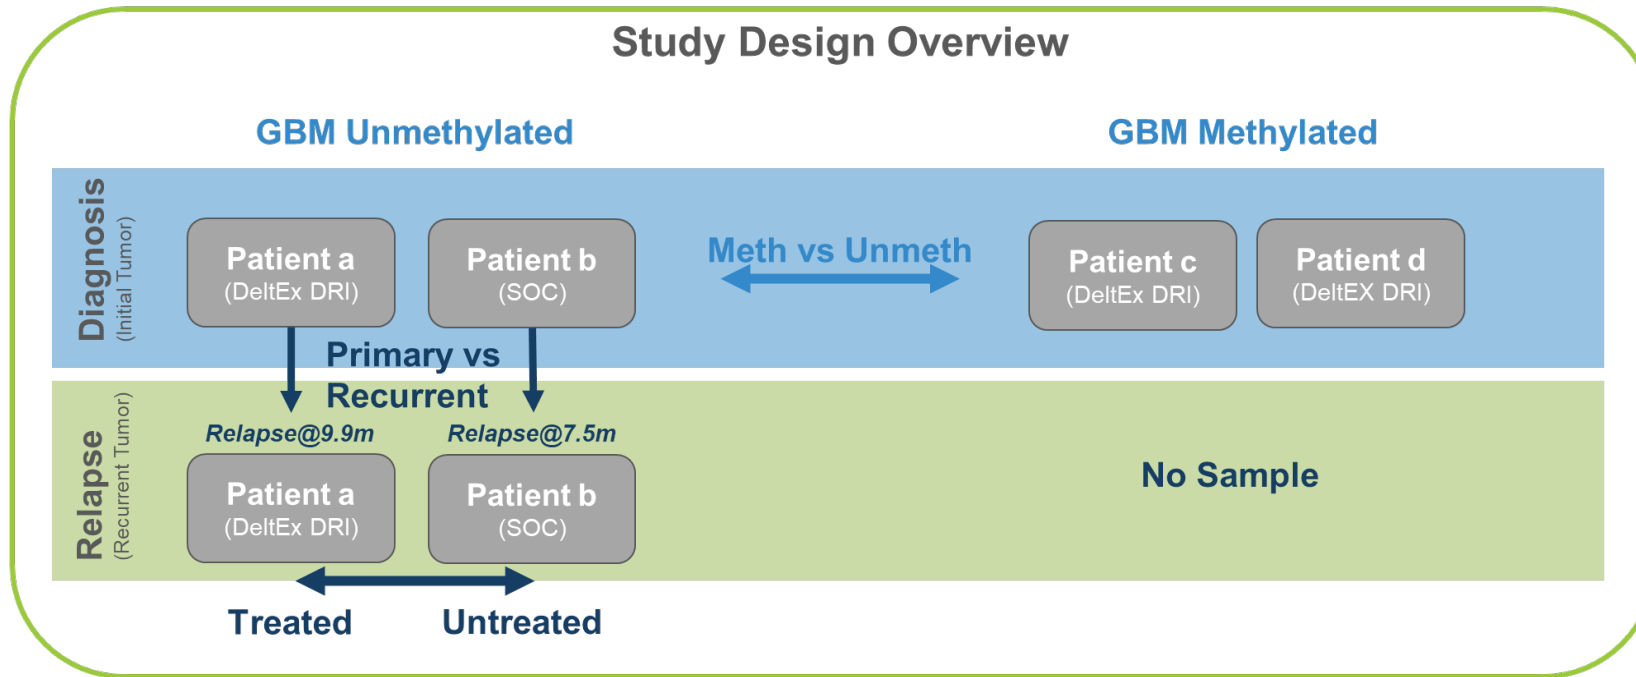 Study Design Overview
GBM Unmethylated
GBM Methylated
Diagnosis
(Initial Tumor)
Patient a
(DeltEx DRI)
Patient b
(SOC)
Meth vs Unmeth
Patient c
(DeltEx DRI)
Patient d
(DeltEX DRI)
Primary vs
Recurrent
Relapse
(Recurrent Tumor)
Relapse@9.9m
Relapse@7.5m
Patient a
(DeltEx DRI)
Patient b
(SOC)
No Sample
Treated
Untreated